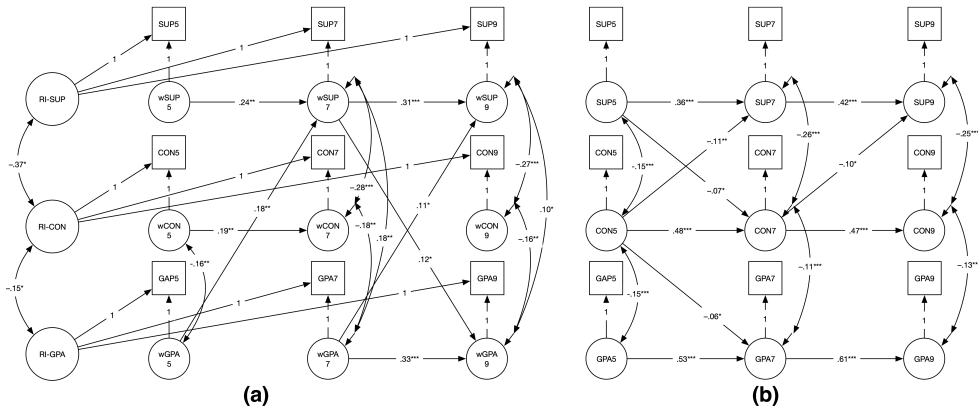 SUP5 SUP7 SUP9 SUP5 SUP7 SUP9
1 1 1
1 1 1 1 1 1
RI-SUP
wSUP 5 .24** wSUP 7 .31*** wSUP 9
SUP5 .36*** SUP7 .42*** SUP9
CON5 CON7 CON9 CON5 CON7 CON9
−.37* 1 1 1
−.28*** −.27*** .10*
−.15*** −.11** −.26*** −.10* −.25***
1 1 1 1 1 1
.18** .11* −.07*
RI-CON
wCON 5 .19** wCON 7 wCON 9
−.18** .18** −.16**
CON5 .48*** CON7 .47*** CON9
−.16** .12*
GAP5 GPA7 GPA9 GAP5 GPA7 GPA9
−.15* 1 1 1
−.15*** −.06* −.11*** −.13**
1 1 1 1 1 1
RI-GPA
wGPA 5 wGPA 7 .33*** wGPA 9
GPA5 .53*** GPA7 .61*** GPA9
(a) (b)